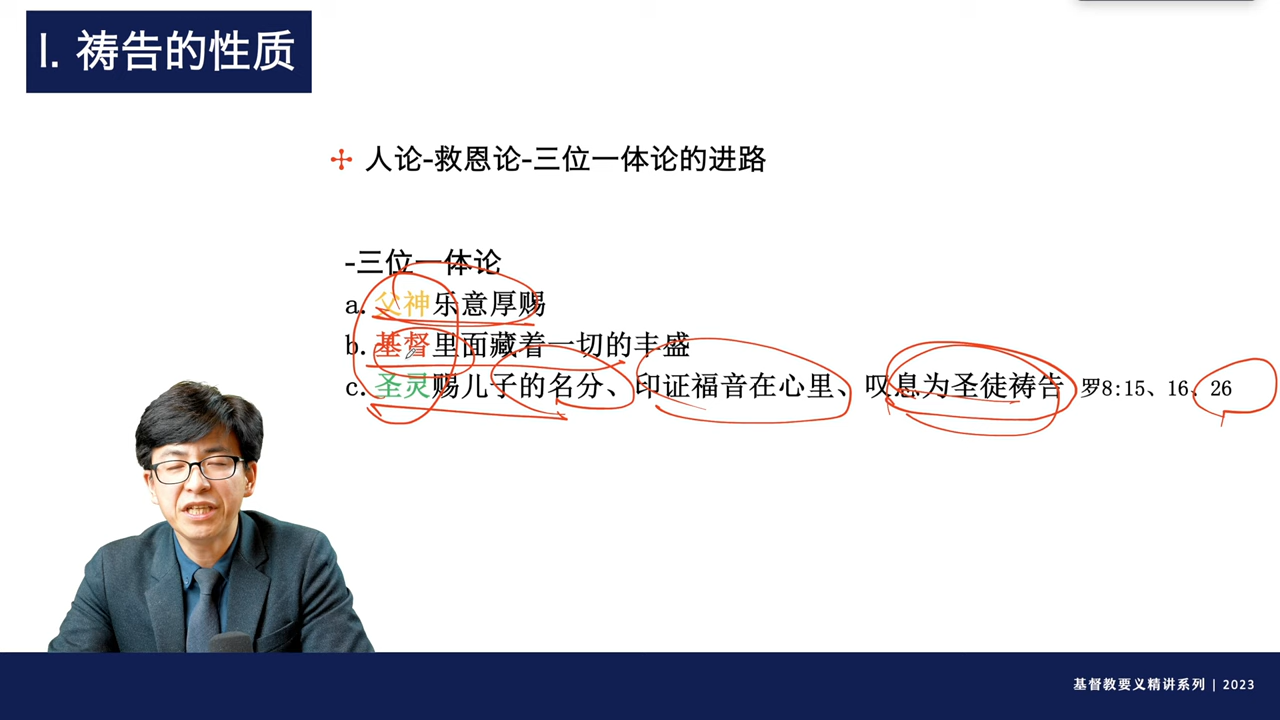 I. 祷告的性质
人论-救恩论-三位一体论的进路
-三位一体论
a. 父神乐意厚赐
b. 基督里面藏着一切的丰盛
c. 圣灵赐儿子的名分、印证福音在心里、叹息为圣徒祷告 罗8:15、16、26
基督教要义精讲系列 | 2023